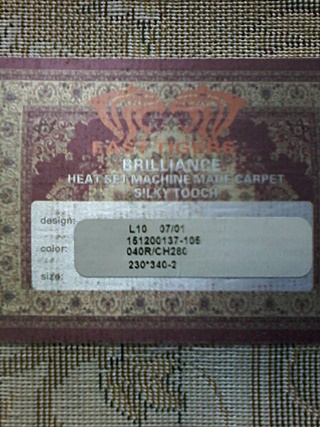 EAST TIGERS
BRILLIANCE
HEAT SET MACHINE MADE CARPET
SILKY TOOCH
design:
L10 07/01
151200137-105
color:
040R/CH280
size:
230*340-2